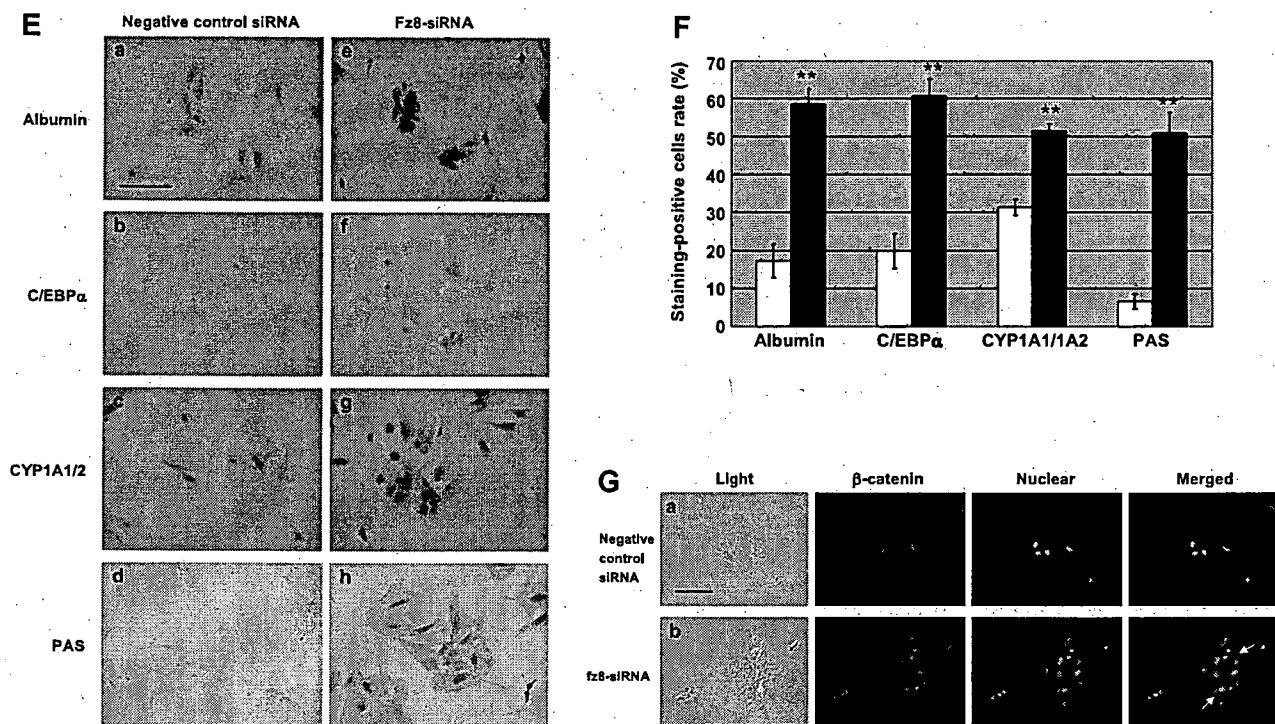 E
Negative control siRNA
Fz8-siRNA
a
e
Albumin
b
f
C/EBPα
c
g
CYP1A1/2
d
h
PAS
F
Staining-positive cells rate (%)
70
60
50
40
30
20
10
0
**
**
**
**
Albumin
C/EBPα
CYP1A1/1A2
PAS
G
Light
β-catenin
Nuclear
Merged
a
Negative
control
siRNA
b
fz8-siRNA